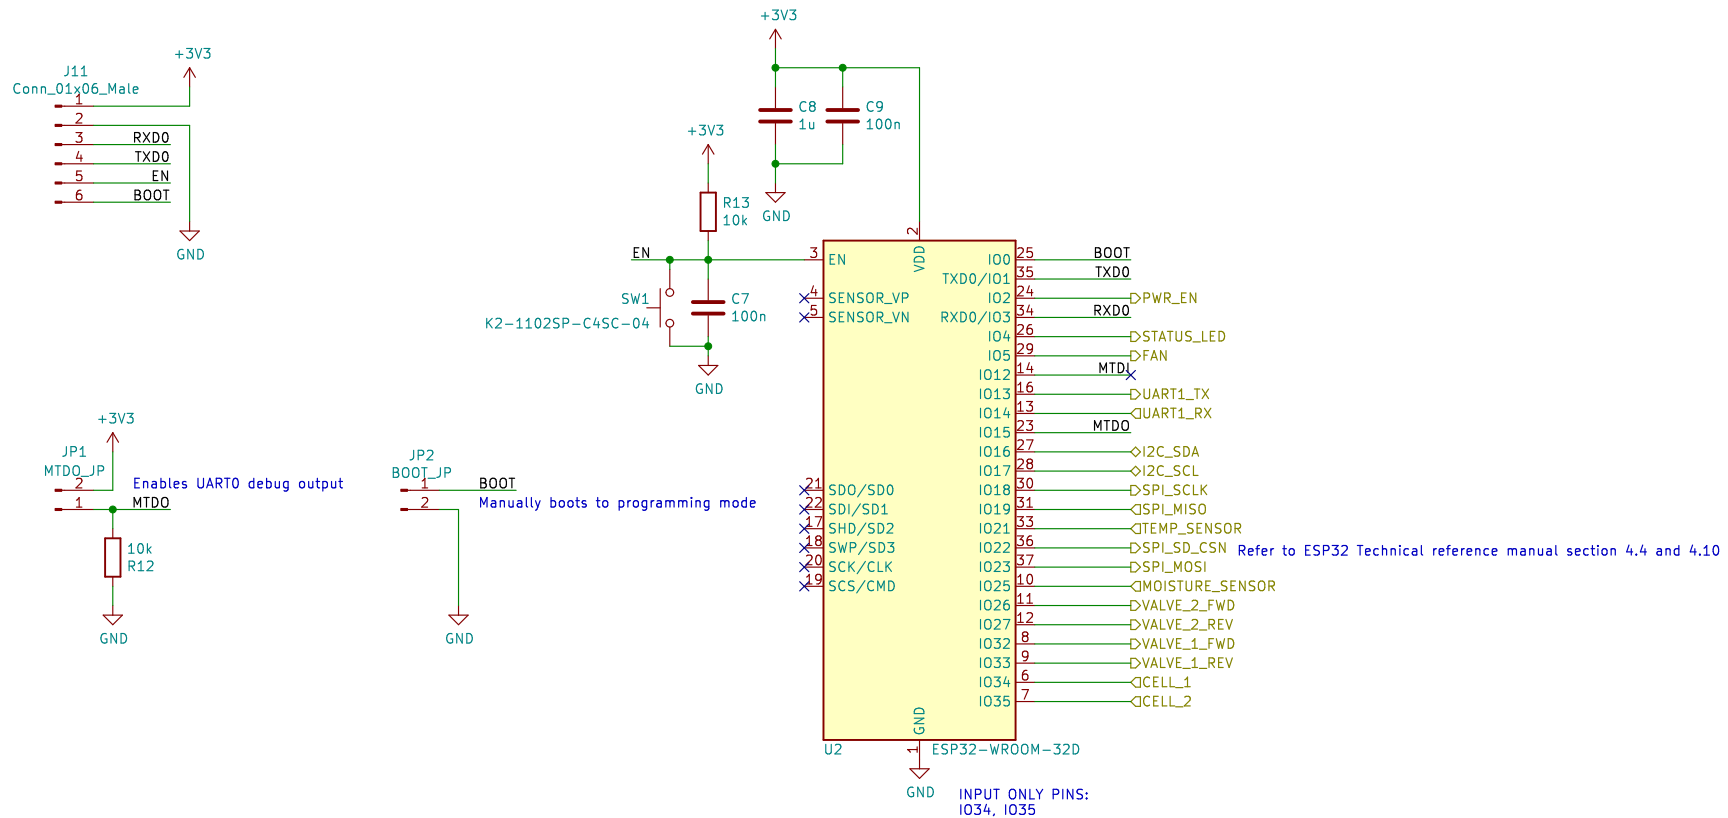 +3V3
J11
Conn_01x06_Male
1
2
3 RXD0
4 TXD0
5 EN
6 BOOT
GND
+3V3
C8
1u
C9
100n
GND
+3V3
R13
10k
EN
SW1
K2-1102SP-C4SC-04
C7
100n
GND
+3V3
JP1
MTDO_JP
2
1 MTDO
Enables UART0 debug output
10k
R12
GND
JP2
BOOT_JP
1 BOOT
2
Manually boots to programming mode
GND
2
VDD
3 EN
4 SENSOR_VP
5 SENSOR_VN
21 SDO/SD0
22 SDI/SD1
17 SHD/SD2
18 SWP/SD3
20 SCK/CLK
19 SCS/CMD
IO0 25 BOOT
TXD0/IO1 35 TXD0
IO2 24 PWR_EN
RXD0/IO3 34 RXD0
IO4 26 STATUS_LED
IO5 29 FAN
IO12 14 MTDI
IO13 16 UART1_TX
IO14 13 UART1_RX
IO15 23 MTDO
IO16 27 I2C_SDA
IO17 28 I2C_SCL
IO18 30 SPI_SCLK
IO19 31 SPI_MISO
IO21 33 TEMP_SENSOR
IO22 36 SPI_SD_CSN
IO23 37 SPI_MOSI
IO25 10 MOISTURE_SENSOR
IO26 11 VALVE_2_FWD
IO27 12 VALVE_2_REV
IO32 8 VALVE_1_FWD
IO33 9 VALVE_1_REV
IO34 6 CELL_1
IO35 7 CELL_2
Refer to ESP32 Technical reference manual section 4.4 and 4.10
GND
1
U2
ESP32-WROOM-32D
GND
INPUT ONLY PINS:
IO34, IO35